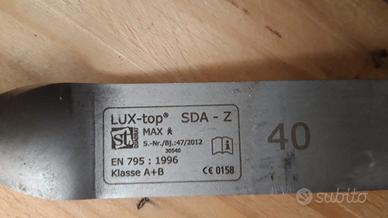 LUX-top® SDA - Z
MAX
S.-Nr./Bj.:47/2012
30540
EN 795 : 1996
Klasse A+B
CE 0158
40
subito